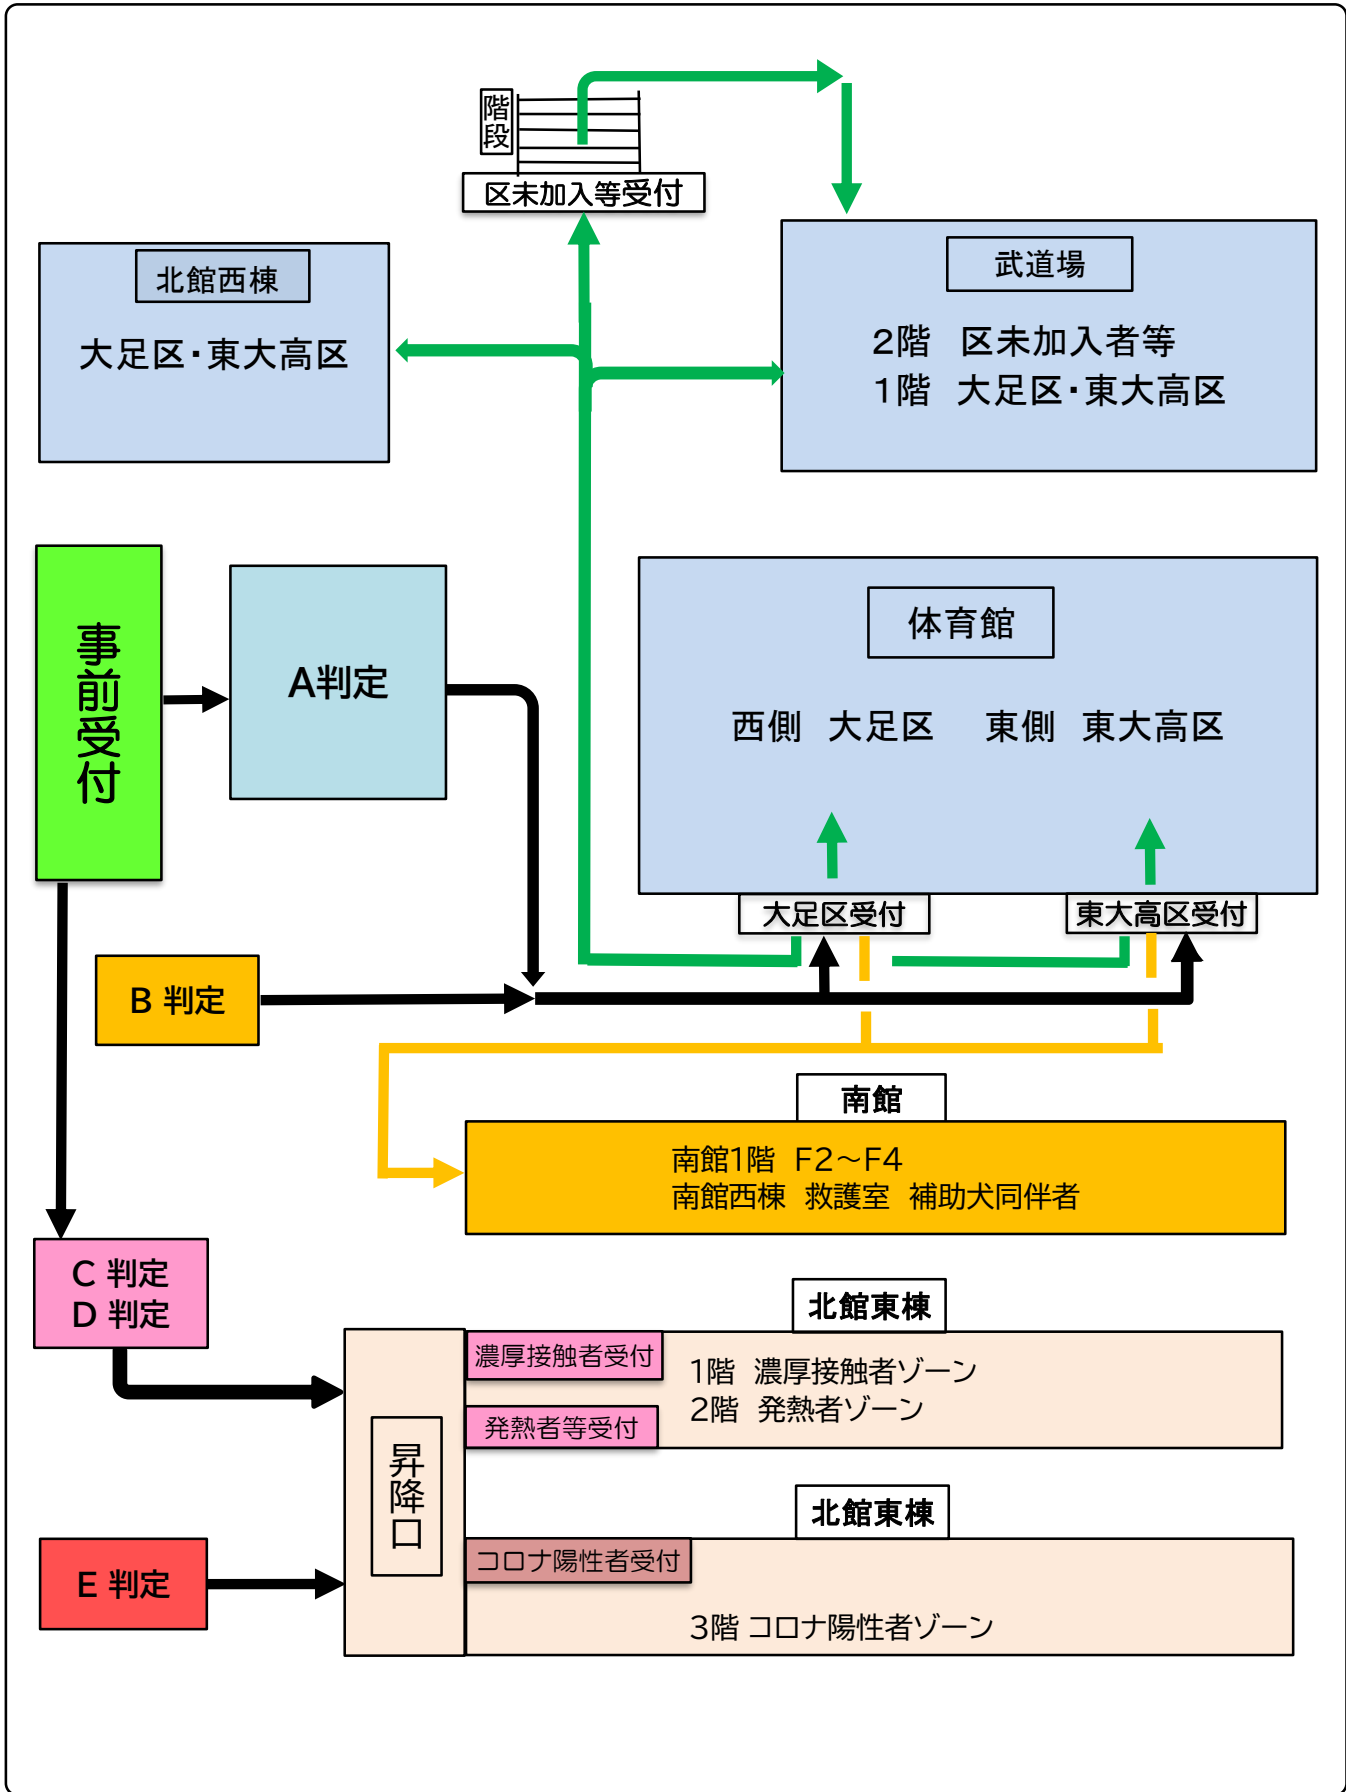 階段
区未加入等受付
北館西棟
大足区・東大高区
武道場
2階　区未加入者等
1階　大足区・東大高区
事前受付
A判定
体育館
西側　大足区　東側　東大高区
大足区受付
東大高区受付
B 判定
南館
南館1階　F2～F4
南館西棟　救護室　補助犬同伴者
C 判定
D 判定
北館東棟
濃厚接触者受付
1階　濃厚接触者ゾーン
2階　発熱者ゾーン
発熱者等受付
昇降口
北館東棟
コロナ陽性者受付
E 判定
3階 コロナ陽性者ゾーン